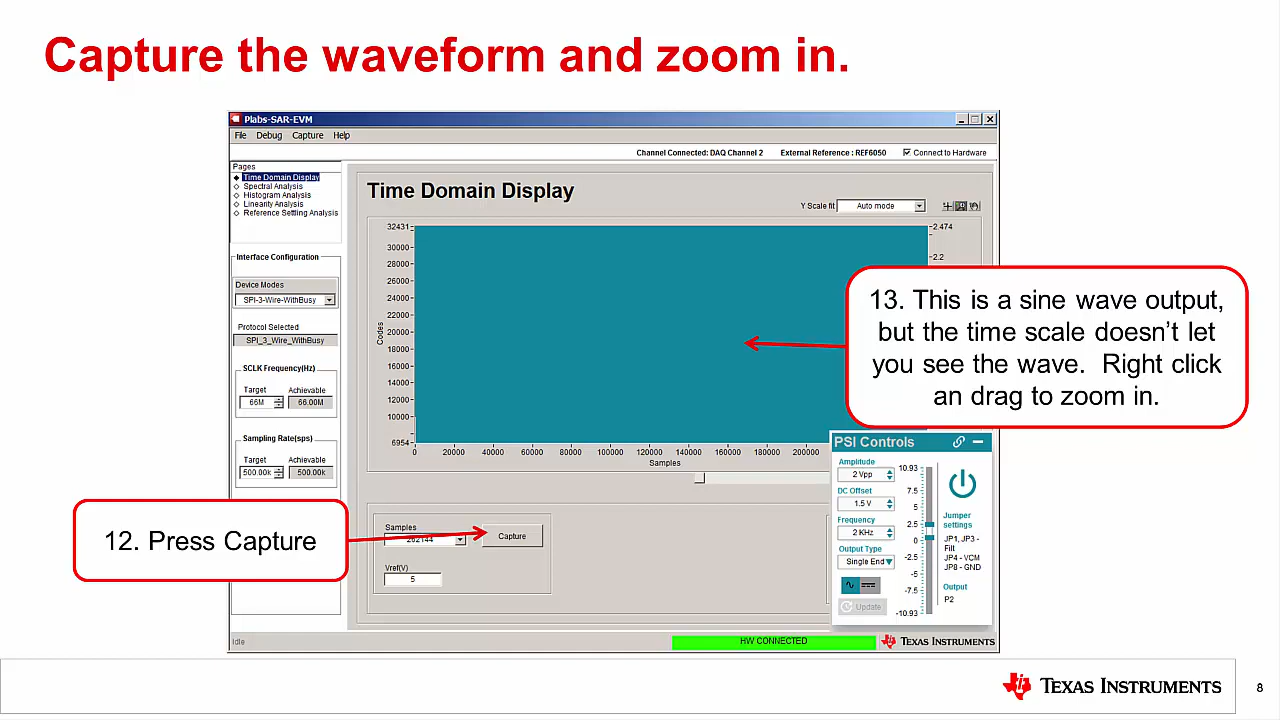 Capture the waveform and zoom in.
Plabs-SAR-EVM
File Debug Capture Help
Channel Connected: DAQ Channel 2 External Reference : REF6050 Connect to Hardware
Pages
Time Domain Display
Spectral Analysis
Histogram Analysis
Linearity Analysis
Reference Settling Analysis
Interface Configuration
Device Modes
SPI-3-Wire-WithBusy
Protocol Selected
SPI_3_Wire_WithBusy
SCLK Frequency(Hz)
Target Achievable
66M 66.00M
Sampling Rate(sps)
Target Achievable
500.00k 500.00k
Time Domain Display
Y Scale fit Auto mode
32431
30000
28000
26000
24000
22000
20000
18000
16000
14000
12000
10000
6954
Codes
2.474
2.2
0 20000 40000 60000 80000 100000 120000 140000 160000 180000 200000
Samples
13. This is a sine wave output,
but the time scale doesn't let
you see the wave. Right click
an drag to zoom in.
12. Press Capture
Samples
262144
Capture
Vref(V)
5
PSI Controls
Amplitude
2 Vpp
DC Offset
1.5 V
Frequency
2 KHz
Output Type
Single End
Update
10.93
7.5
5
2.5
0
-2.5
-5
-7.5
-10.93
Jumper
settings
JP1, JP3 -
Filt
JP4 - VCM
JP8 - GND
Output
P2
Idle
HW CONNECTED
TEXAS INSTRUMENTS
TEXAS INSTRUMENTS
8